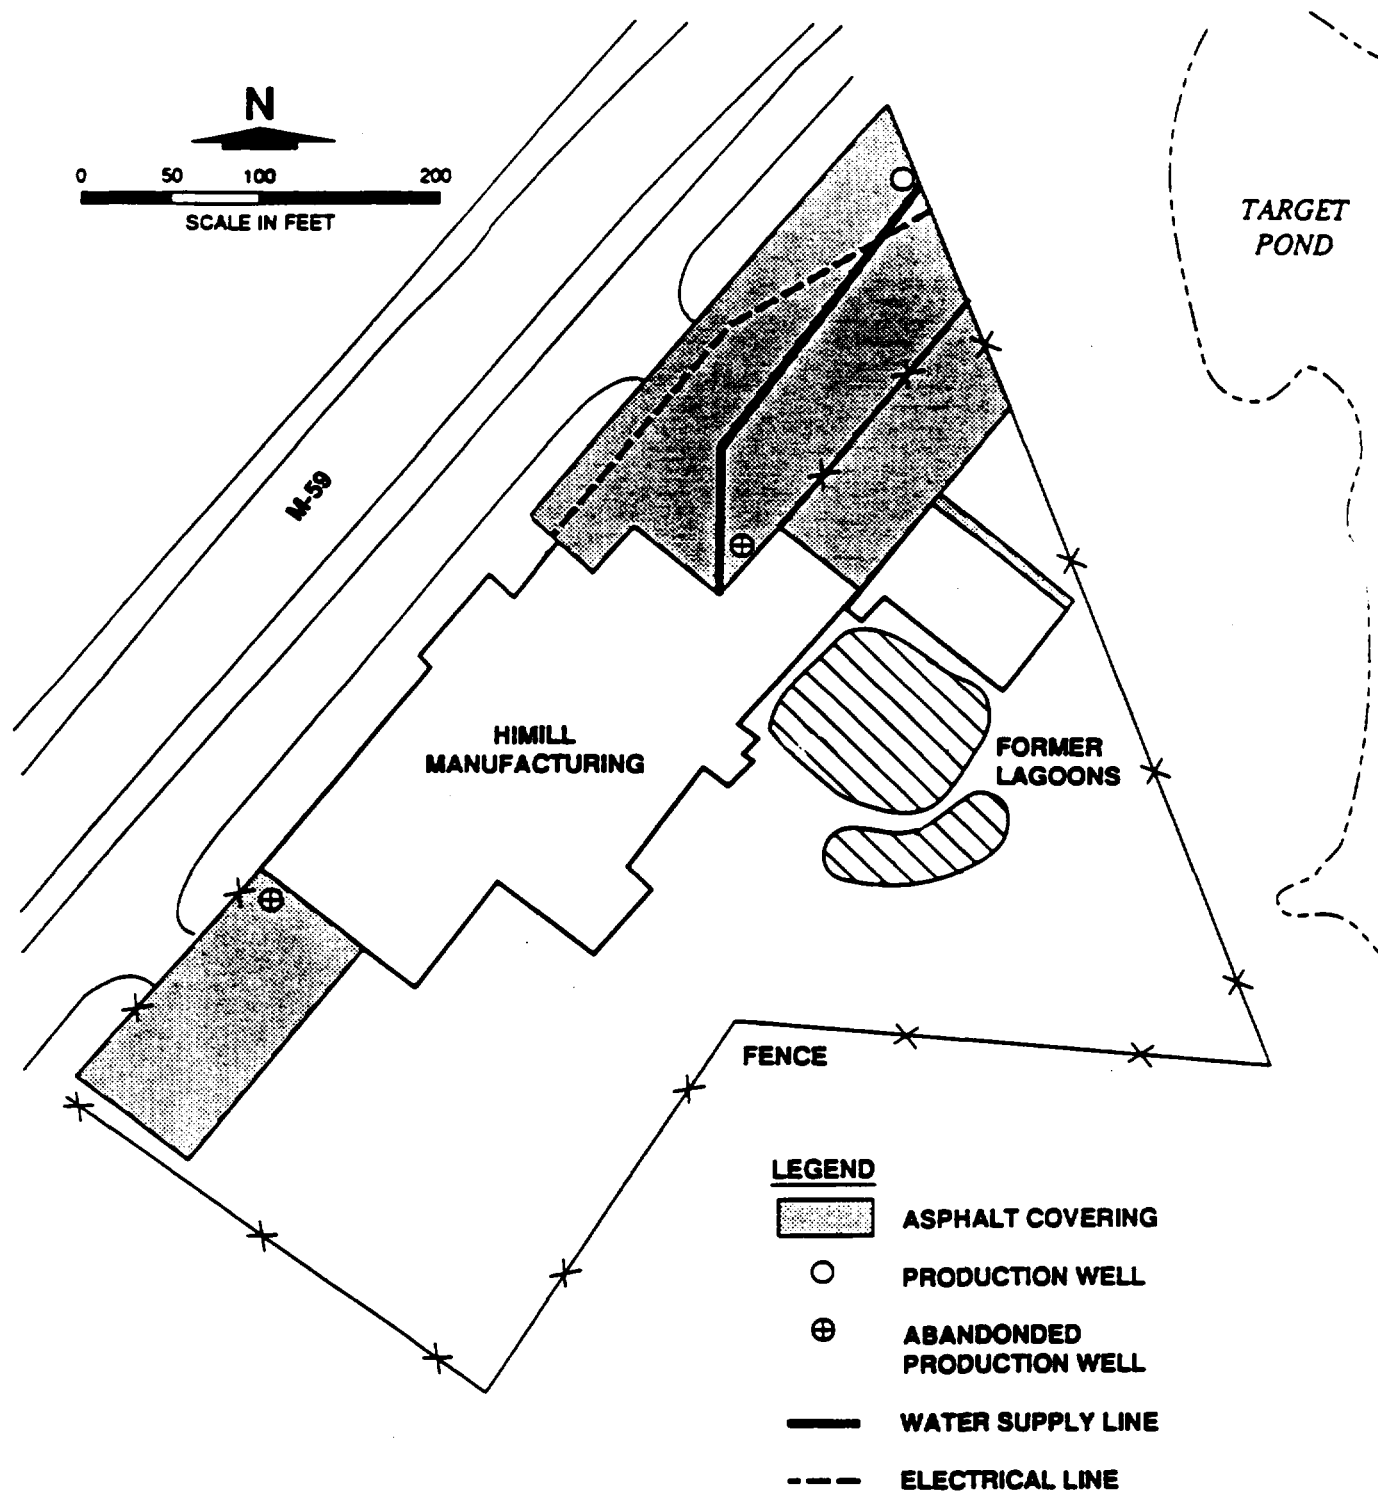 N
0 50 100 200
SCALE IN FEET
TARGET
POND
M-59
HIMILL
MANUFACTURING
FORMER
LAGOONS
FENCE
LEGEND
ASPHALT COVERING
PRODUCTION WELL
ABANDONDED
PRODUCTION WELL
WATER SUPPLY LINE
ELECTRICAL LINE